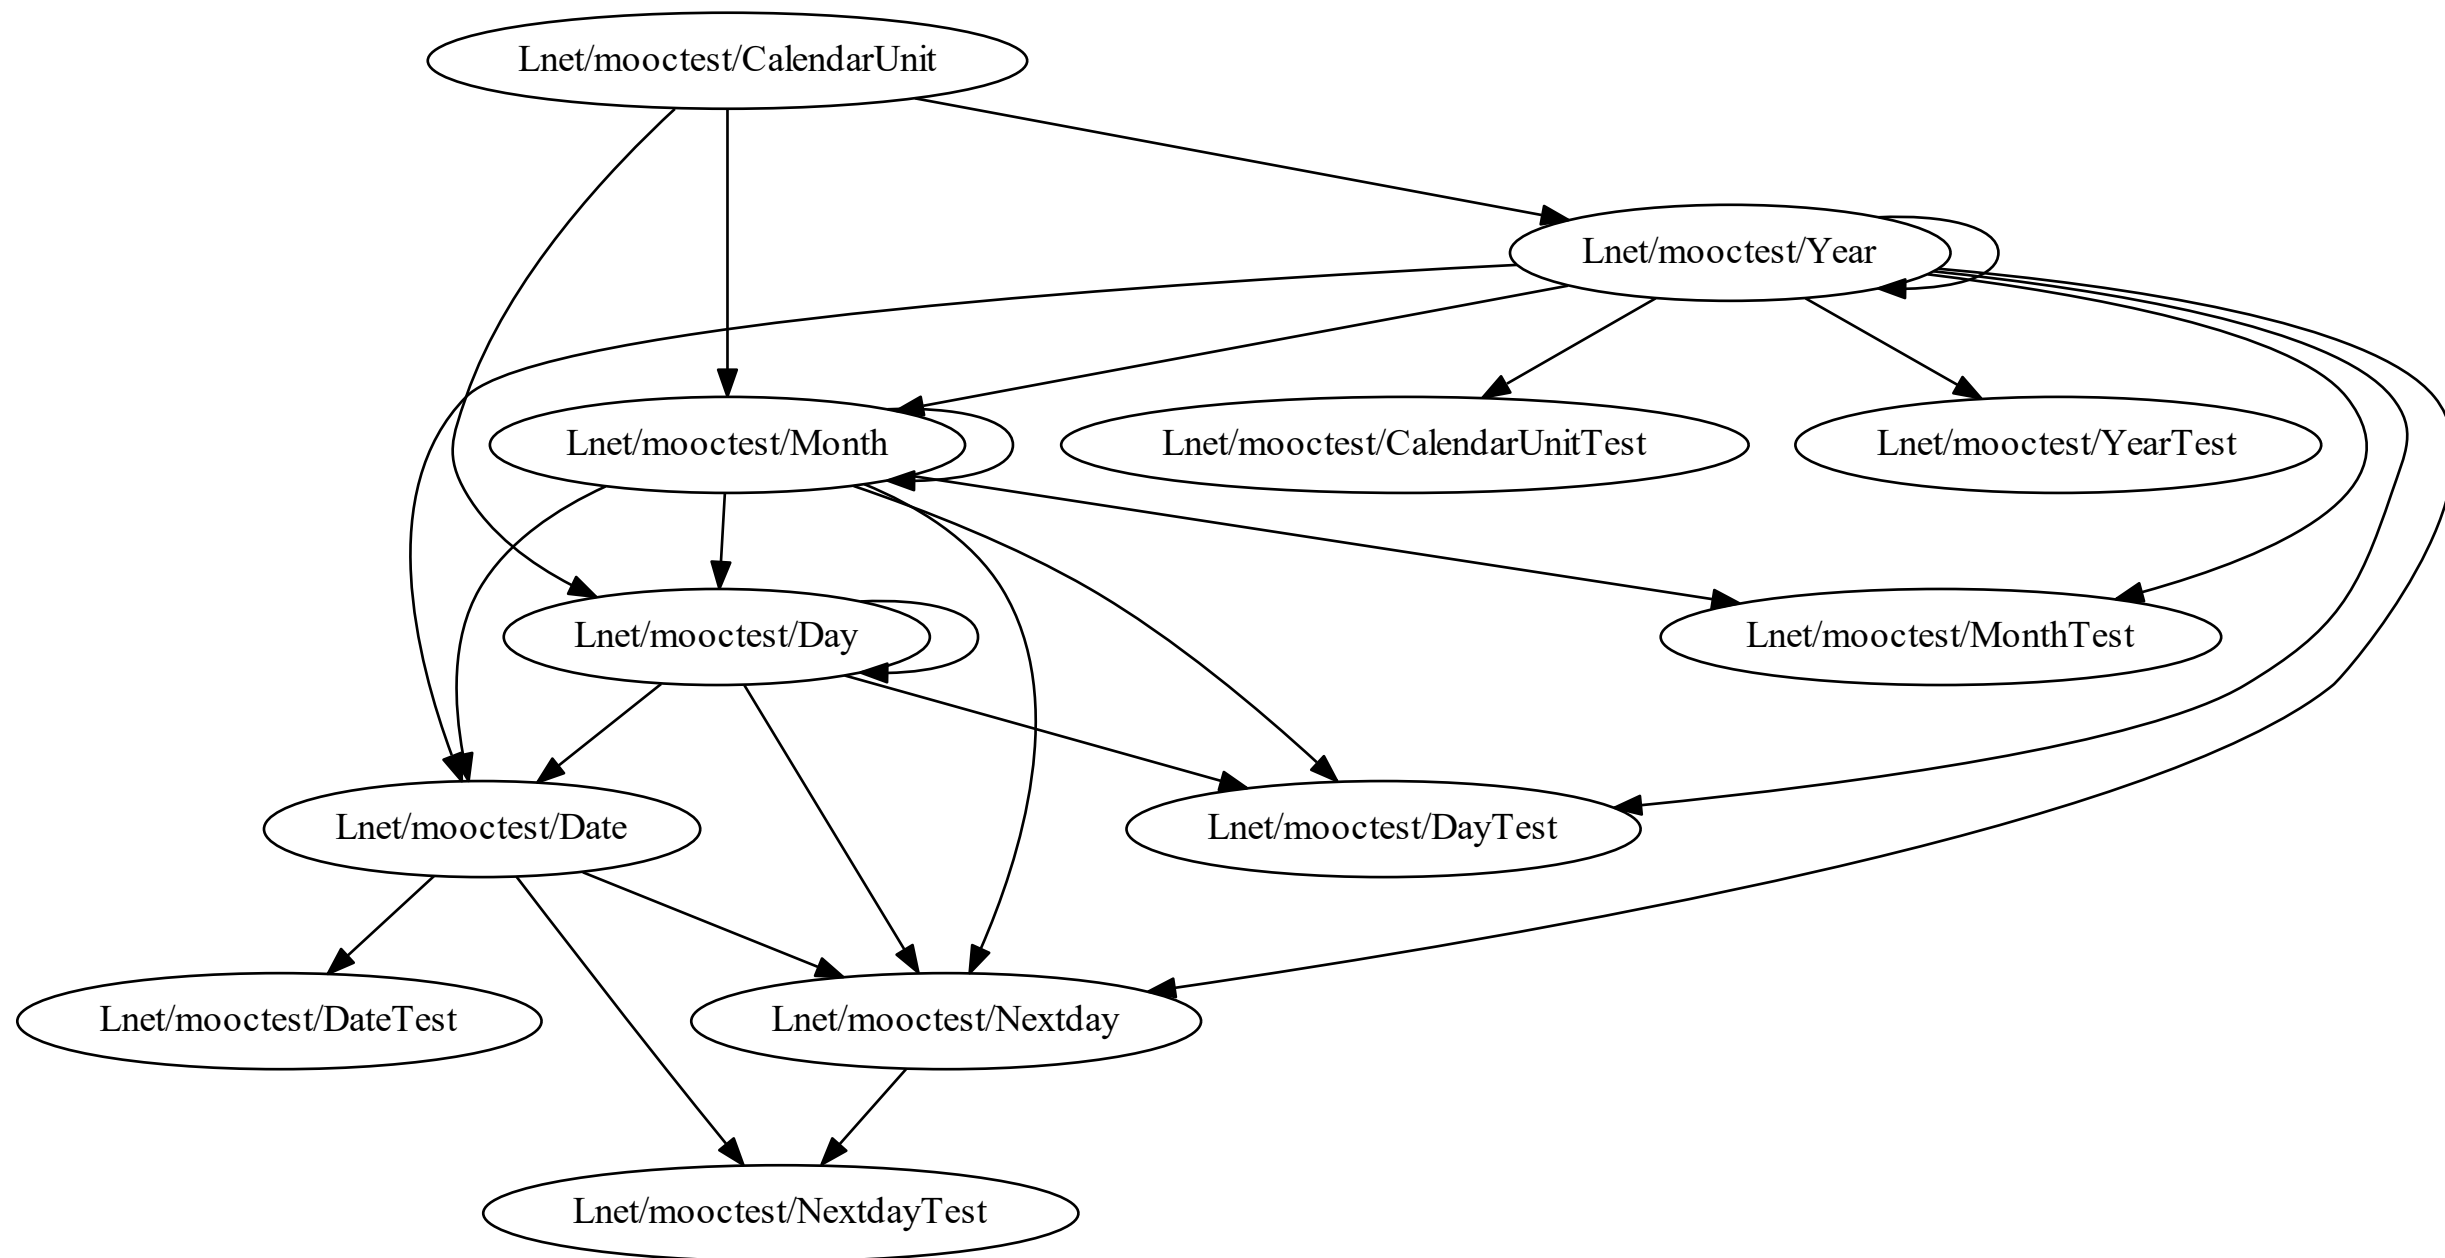 Lnet/mooctest/CalendarUnit
Lnet/mooctest/Year
Lnet/mooctest/Month
Lnet/mooctest/CalendarUnitTest
Lnet/mooctest/YearTest
Lnet/mooctest/Day
Lnet/mooctest/MonthTest
Lnet/mooctest/Date
Lnet/mooctest/DayTest
Lnet/mooctest/DateTest
Lnet/mooctest/Nextday
Lnet/mooctest/NextdayTest